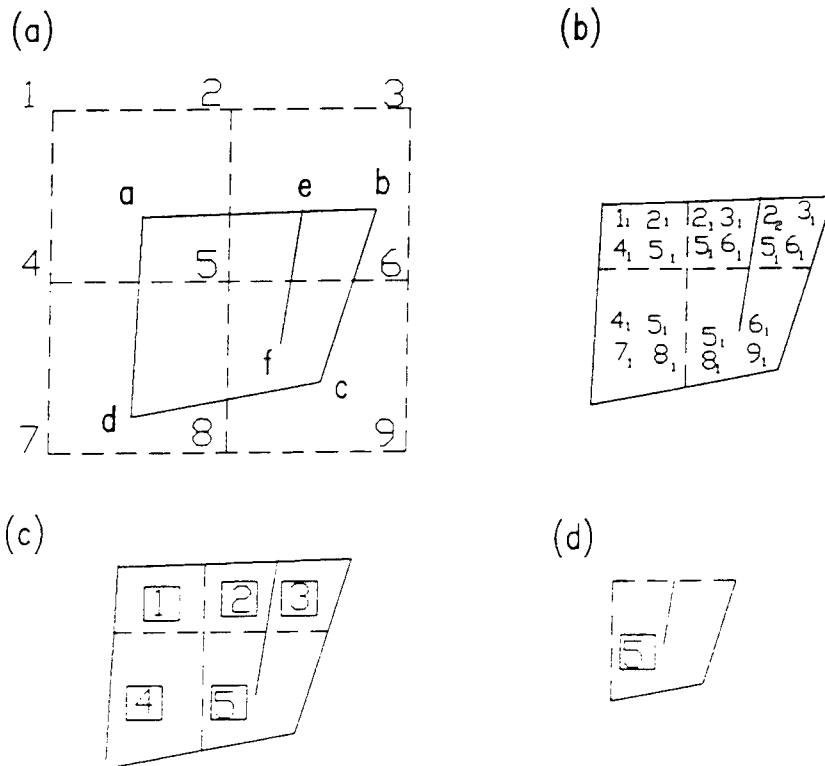 (a)
1 2 3
a e b
4 5 6
f
c
d
7 8 9
(b)
1₁ 2₁ 2₁ 3₁ 2₂ 3₁
4₁ 5₁ 5₁ 6₁ 5₁ 6₁
4₁ 5₁ 5₁ 6₁
7₁ 8₁ 8₁ 9₁
(c)
1 2 3
4 5
(d)
5